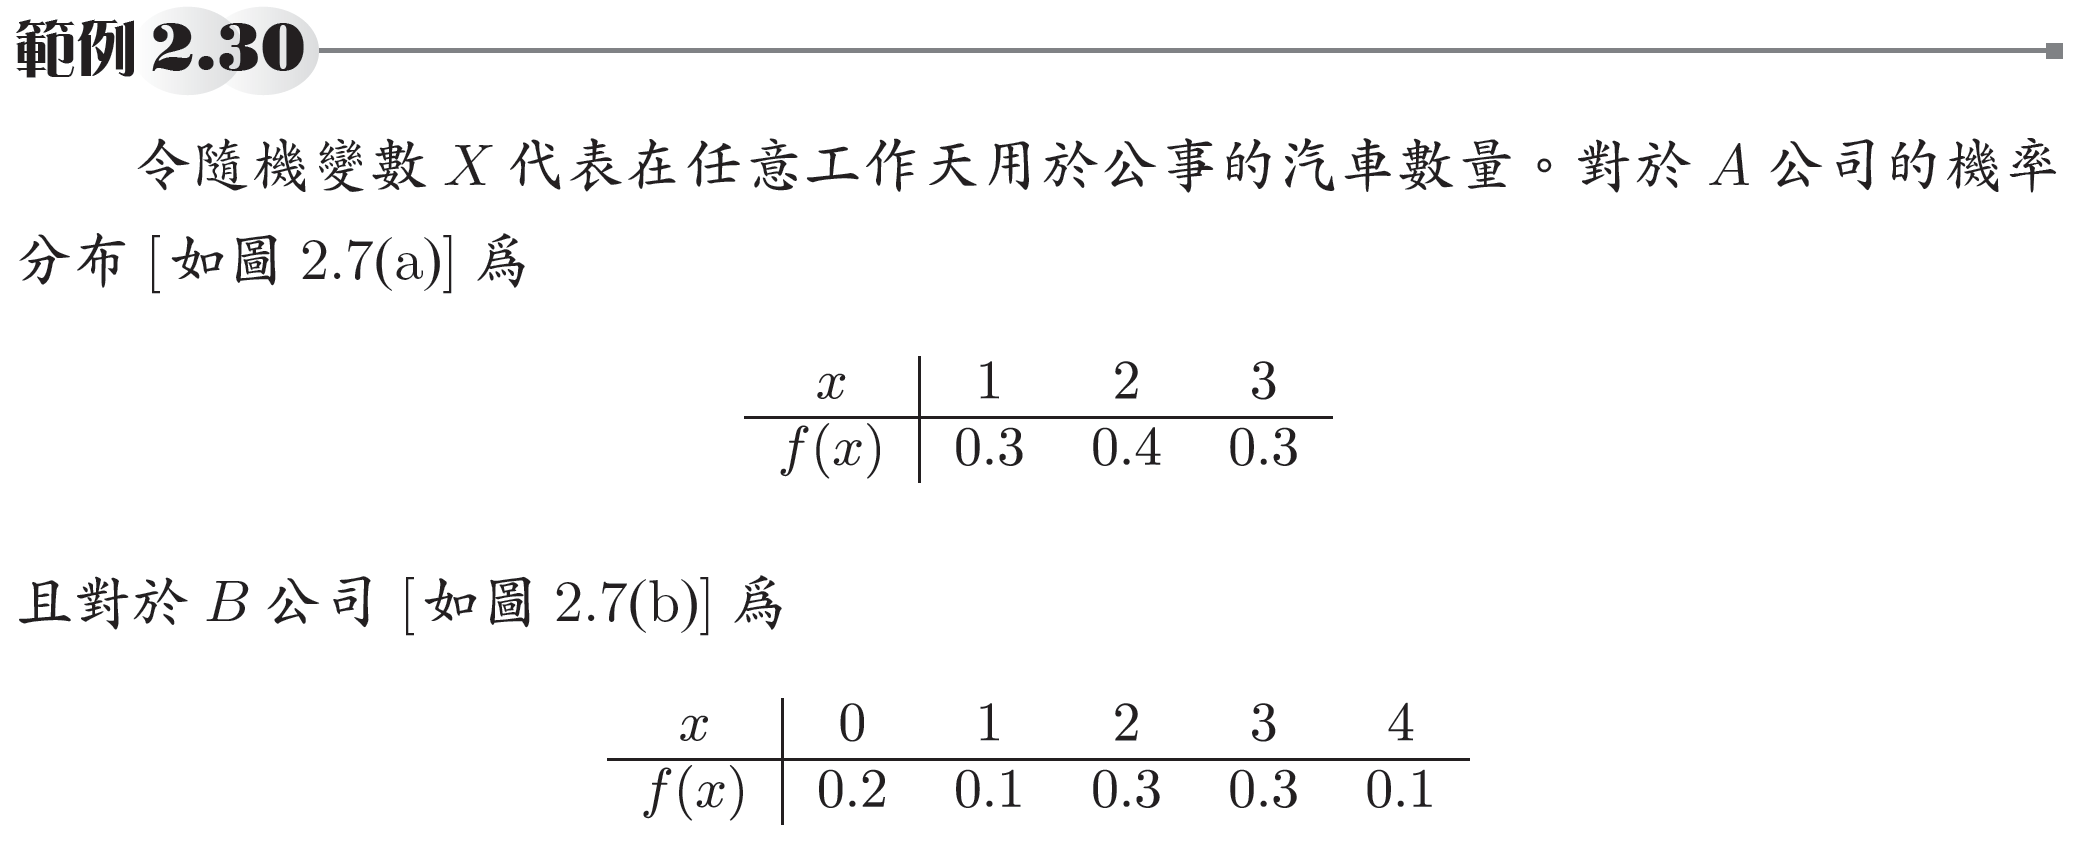 範例 2.30
令隨機變數 X 代表在任意工作天用於公事的汽車數量。對於 A 公司的機率
分布 [如圖 2.7(a)] 爲
x 1 2 3
f(x) 0.3 0.4 0.3
且對於 B 公司 [如圖 2.7(b)] 爲
x 0 1 2 3 4
f(x) 0.2 0.1 0.3 0.3 0.1